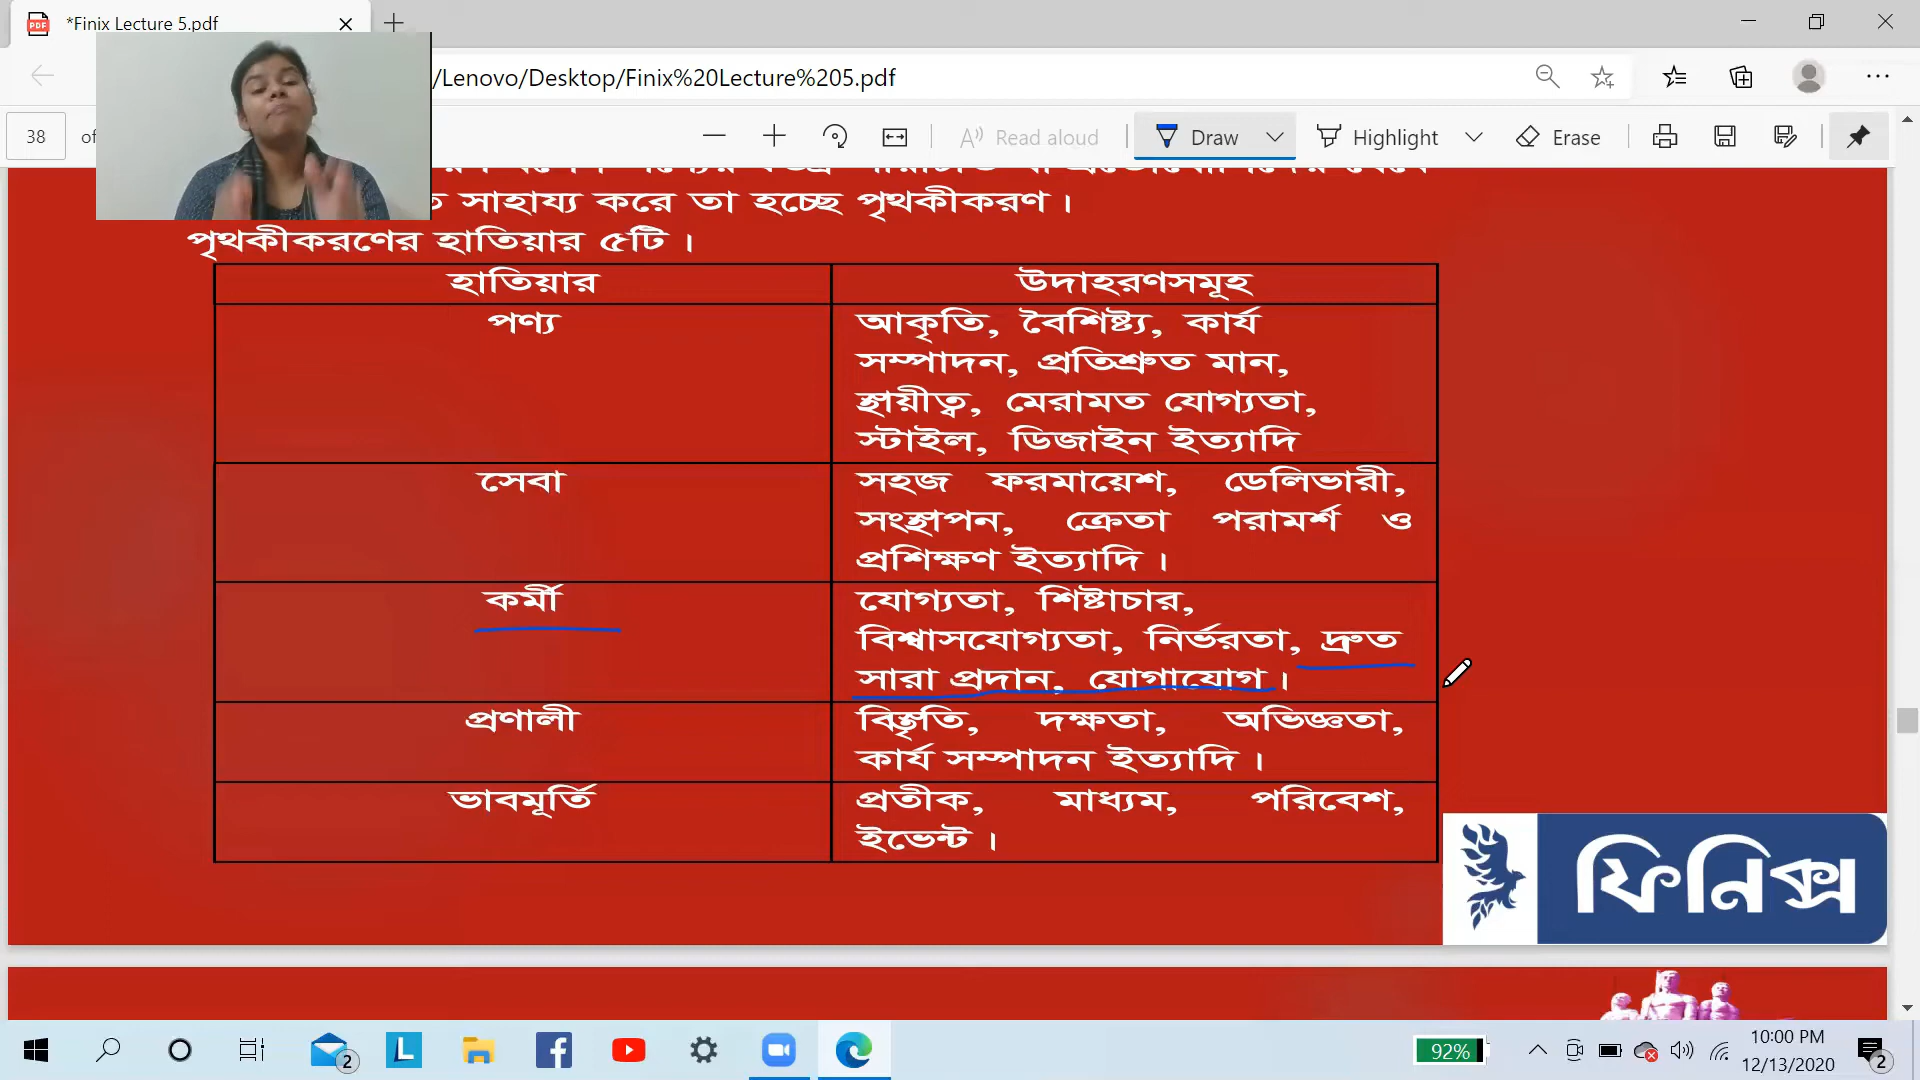 *Finix Lecture 5.pdf
/Lenovo/Desktop/Finix%20Lecture%205.pdf
38 of
Read aloud
Draw
Highlight
Erase
সাহায্য করে তা হচ্ছে পৃথকীকরণ।
পৃথকীকরণের হাতিয়ার ৫টি।
হাতিয়ার উদাহরণসমূহ
পণ্য আকৃতি, বৈশিষ্ট্য, কার্য
সম্পাদন, প্রতিশ্রুত মান,
স্থায়ীত্ব, মেরামত যোগ্যতা,
স্টাইল, ডিজাইন ইত্যাদি
সেবা সহজ ফরমায়েশ, ডেলিভারী,
সংস্থাপন, ক্রেতা পরামর্শ ও
প্রশিক্ষণ ইত্যাদি।
কর্মী যোগ্যতা, শিষ্টাচার,
বিশ্বাসযোগ্যতা, নির্ভরতা, দ্রুত
সারা প্রদান, যোগাযোগ।
প্রণালী বিস্তৃতি, দক্ষতা, অভিজ্ঞতা,
কার্য সম্পাদন ইত্যাদি।
ভাবমূর্তি প্রতীক, মাধ্যম, পরিবেশ,
ইভেন্ট।
ফিনিক্স
2
L
92%
10:00 PM
12/13/2020
2